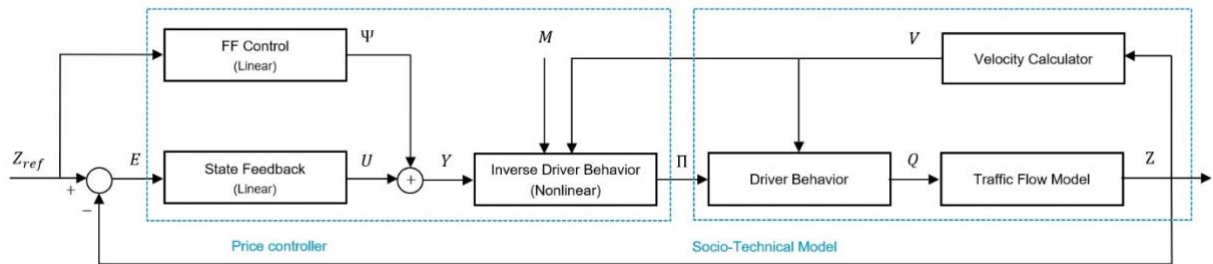 FF Control
(Linear)
Ψ
M
V
Velocity Calculator
Z_ref
+
−
E
State Feedback
(Linear)
U
+
Y
Inverse Driver Behavior
(Nonlinear)
Π
Driver Behavior
Q
Traffic Flow Model
Z
Price controller
Socio-Technical Model